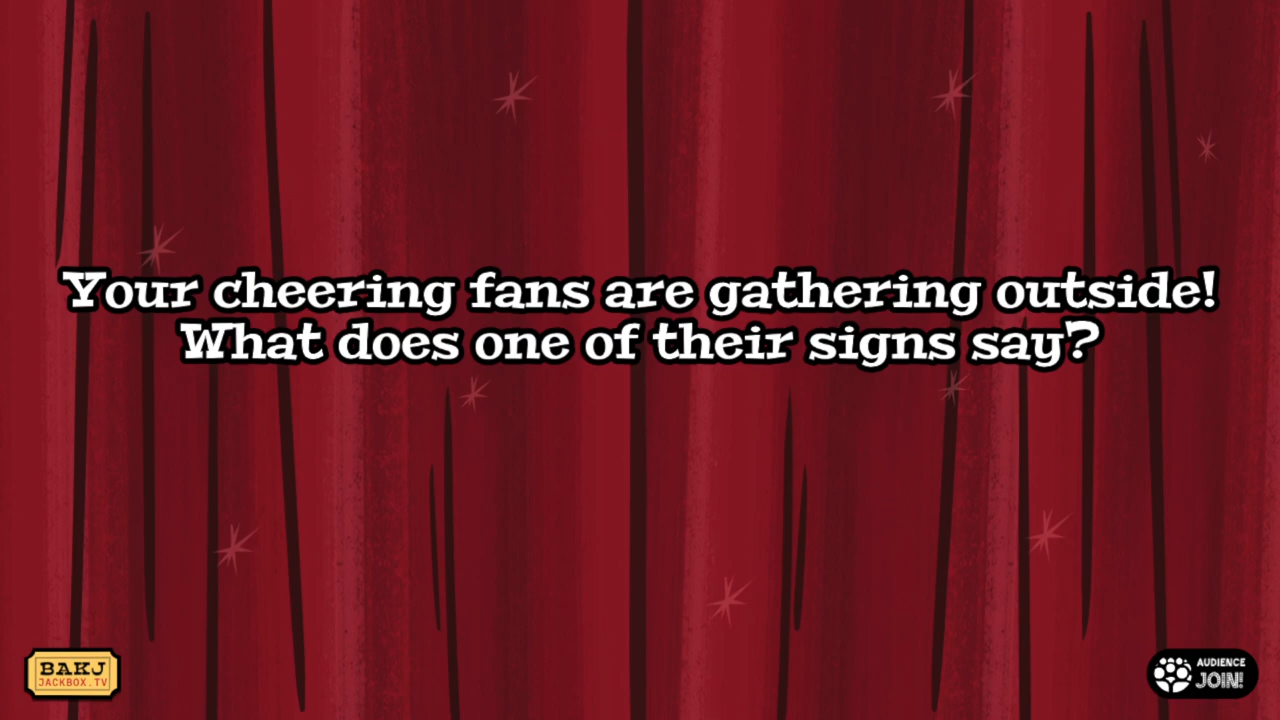 Your cheering fans are gathering outside!
What does one of their signs say?
BAKJ
JACKBOX.TV
AUDIENCE
JOIN!